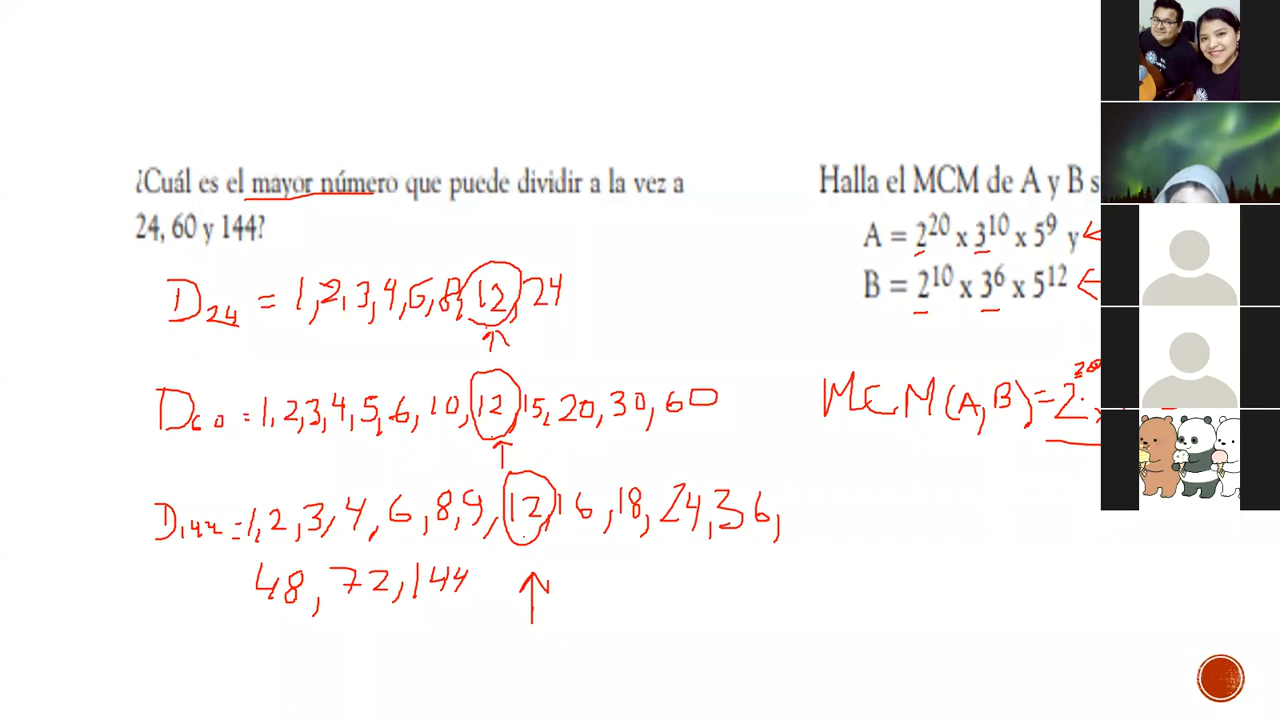 ¿Cuál es el mayor número que puede dividir a la vez a
24, 60 y 144?
D24 = 1,2,3,4,6,8,12,24
D60 = 1,2,3,4,5,6,10,12,15,20,30,60
D144 = 1,2,3,4,6,8,9,12,16,18,24,36,
48,72,144
Halla el MCM de A y B s
A = 2^20 x 3^10 x 5^9 y
B = 2^10 x 3^6 x 5^12
MCM(A,B)=2^20 x